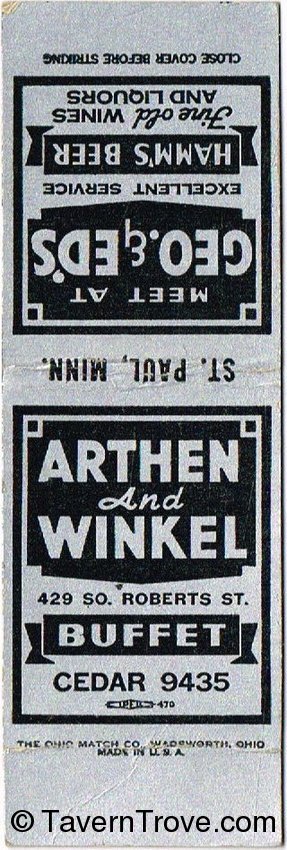 CLOSE COVER BEFORE STRIKING
MEET AT
GEO. & ED'S
EXCELLENT SERVICE
HAMM'S BEER
Fine old WINES
AND LIQUORS
ST. PAUL, MINN.
ARTHEN
And
WINKEL
429 SO. ROBERTS ST.
BUFFET
CEDAR 9435
THE OHIO MATCH CO. WADSWORTH, OHIO
MADE IN U. S. A.
© TavernTrove.com